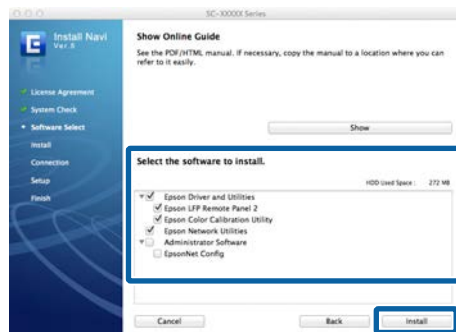 SC-XXXXX Series
Install Navi
Ver.8
License Agreement
System Check
Software Select
Install
Connection
Setup
Finish
Show Online Guide
See the PDF/HTML manual. If necessary, copy the manual to a location where you can
refer to it easily.
Show
Select the software to install.
HDD Used Space : 272 MB
Epson Driver and Utilities
Epson LFP Remote Panel 2
Epson Color Calibration Utility
Epson Network Utilities
Administrator Software
EpsonNet Config
Cancel
Back
Install